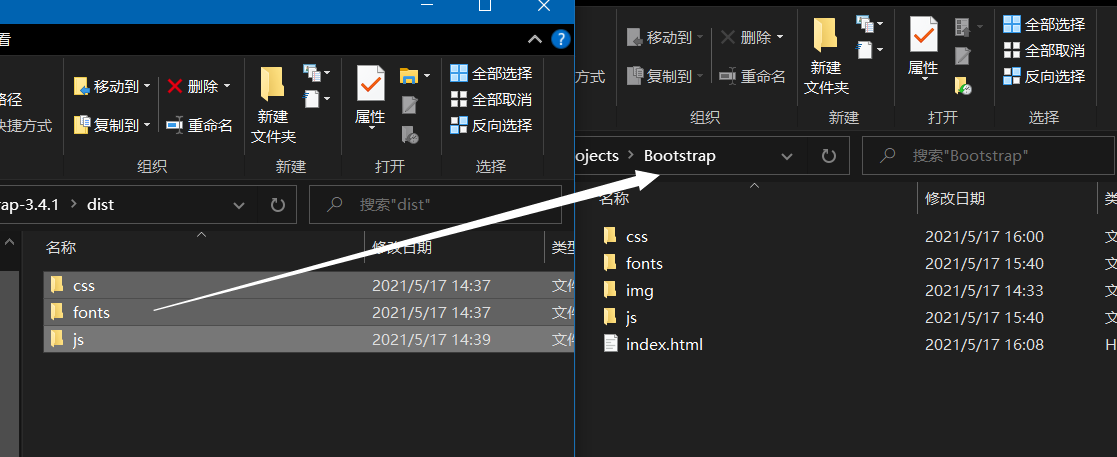 看
?
移动到
删除
全部选择
路径
新建
文件夹
属性
全部取消
快捷方式
复制到
重命名
反向选择
组织
新建
打开
选择
rap-3.4.1 > dist
搜索"dist"
名称
修改日期
类型
css
2021/5/17 14:37
文件
fonts
2021/5/17 14:37
文件
js
2021/5/17 14:39
文件
移动到
删除
全部选择
新建
文件夹
属性
全部取消
方式
复制到
重命名
反向选择
组织
新建
打开
选择
ojects > Bootstrap
搜索"Bootstrap"
名称
修改日期
类
css
2021/5/17 16:00
文
fonts
2021/5/17 15:40
文
img
2021/5/17 14:33
文
js
2021/5/17 15:40
文
index.html
2021/5/17 16:08
H